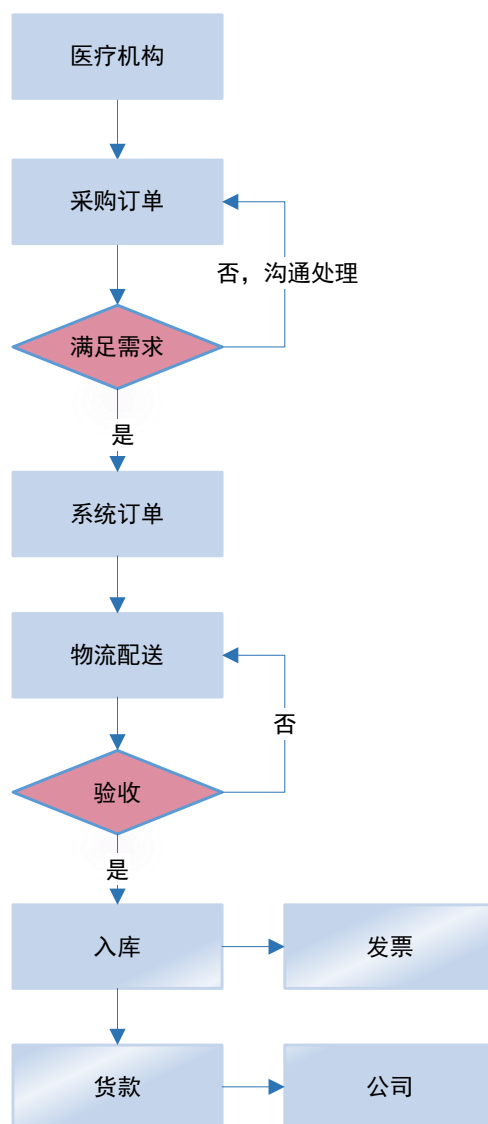 医疗机构
采购订单
否，沟通处理
满足需求
是
系统订单
物流配送
否
验收
是
入库
发票
货款
公司